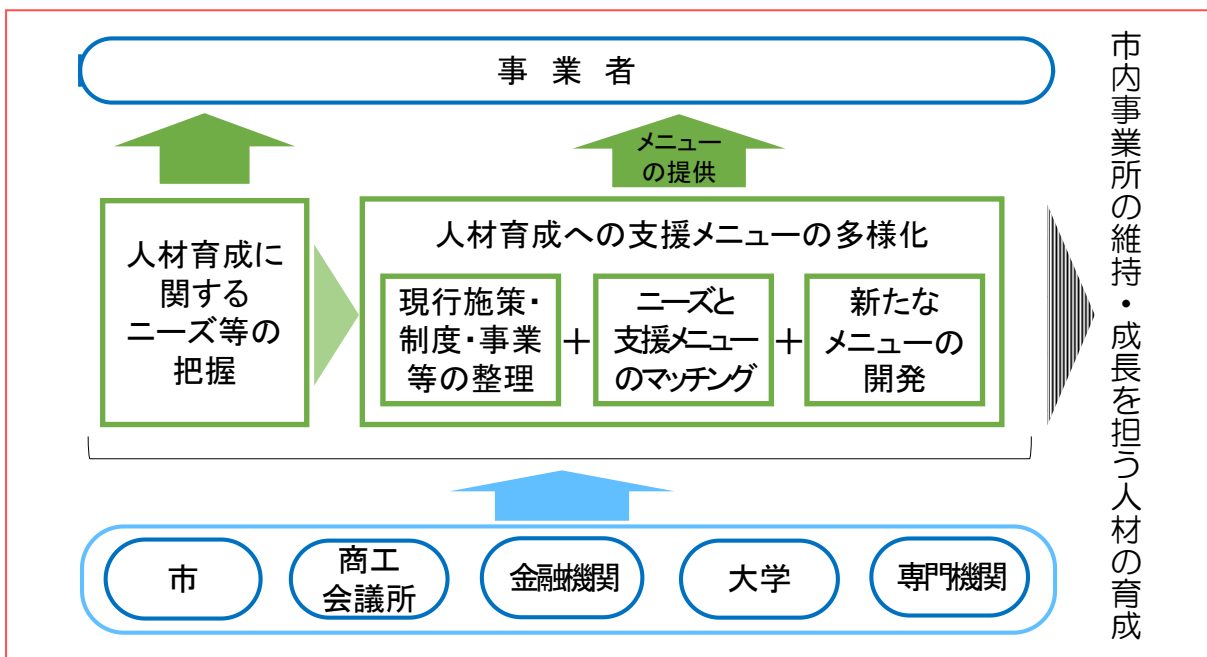 事業者
メニュー
の提供
人材育成に
関する
ニーズ等の
把握
人材育成への支援メニューの多様化
現行施策・
制度・事業
等の整理
+
ニーズと
支援メニュー
のマッチング
+
新たな
メニューの
開発
市
商工
会議所
金融機関
大学
専門機関
市内事業所の維持・成長を担う人材の育成